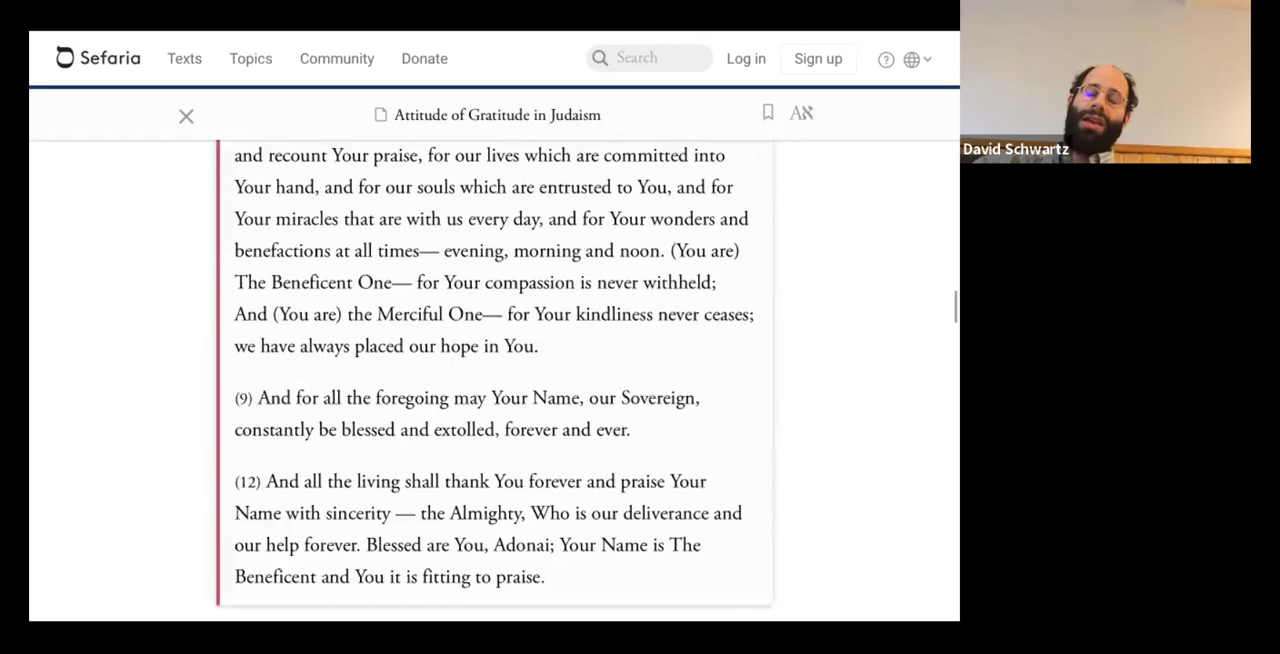 Sefaria Texts Topics Community Donate Search Log in Sign up
Attitude of Gratitude in Judaism Aא
and recount Your praise, for our lives which are committed into
Your hand, and for our souls which are entrusted to You, and for
Your miracles that are with us every day, and for Your wonders and
benefactions at all times— evening, morning and noon. (You are)
The Beneficent One— for Your compassion is never withheld;
And (You are) the Merciful One— for Your kindliness never ceases;
we have always placed our hope in You.
(9) And for all the foregoing may Your Name, our Sovereign,
constantly be blessed and extolled, forever and ever.
(12) And all the living shall thank You forever and praise Your
Name with sincerity — the Almighty, Who is our deliverance and
our help forever. Blessed are You, Adonai; Your Name is The
Beneficent and You it is fitting to praise.
David Schwartz